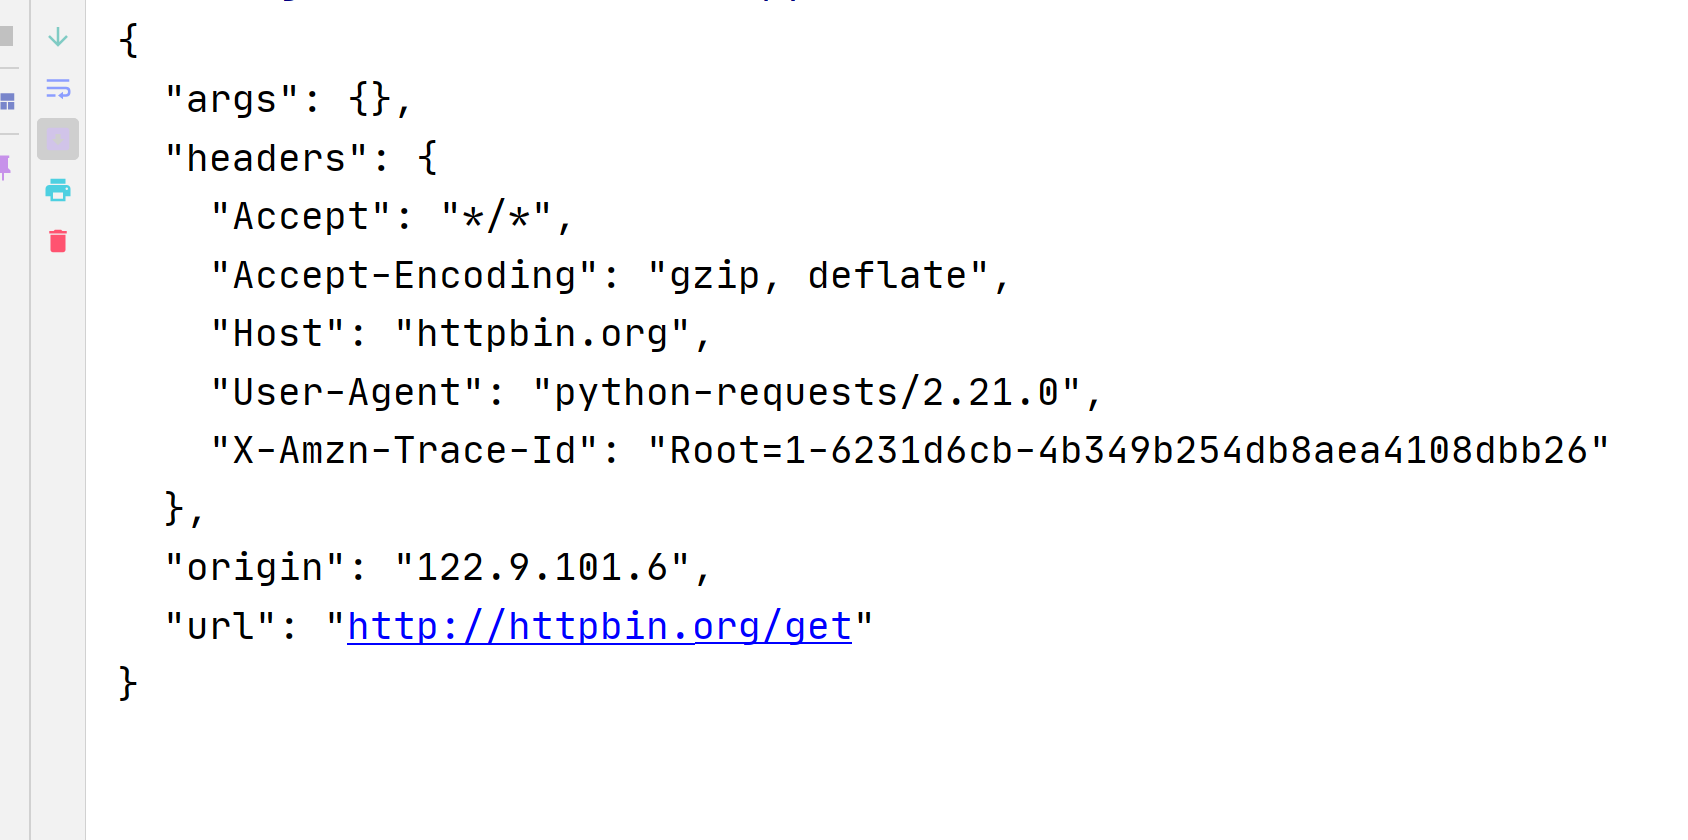 {
  "args": {},
  "headers": {
    "Accept": "*/*",
    "Accept-Encoding": "gzip, deflate",
    "Host": "httpbin.org",
    "User-Agent": "python-requests/2.21.0",
    "X-Amzn-Trace-Id": "Root=1-6231d6cb-4b349b254db8aea4108dbb26"
  },
  "origin": "122.9.101.6",
  "url": "http://httpbin.org/get"
}